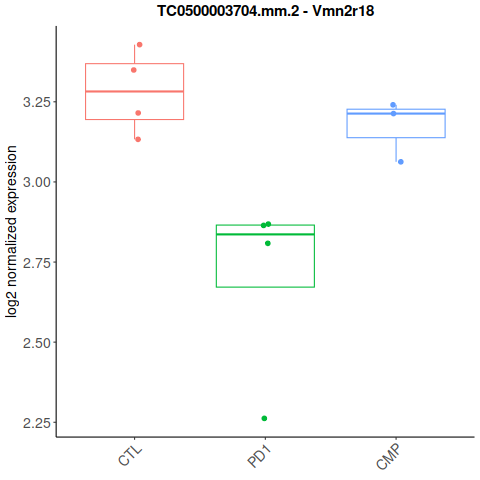 TC0500003704.mm.2 - Vmn2r18
log2 normalized expression
3.25
3.00
2.75
2.50
2.25
CTL
PD1
CMP